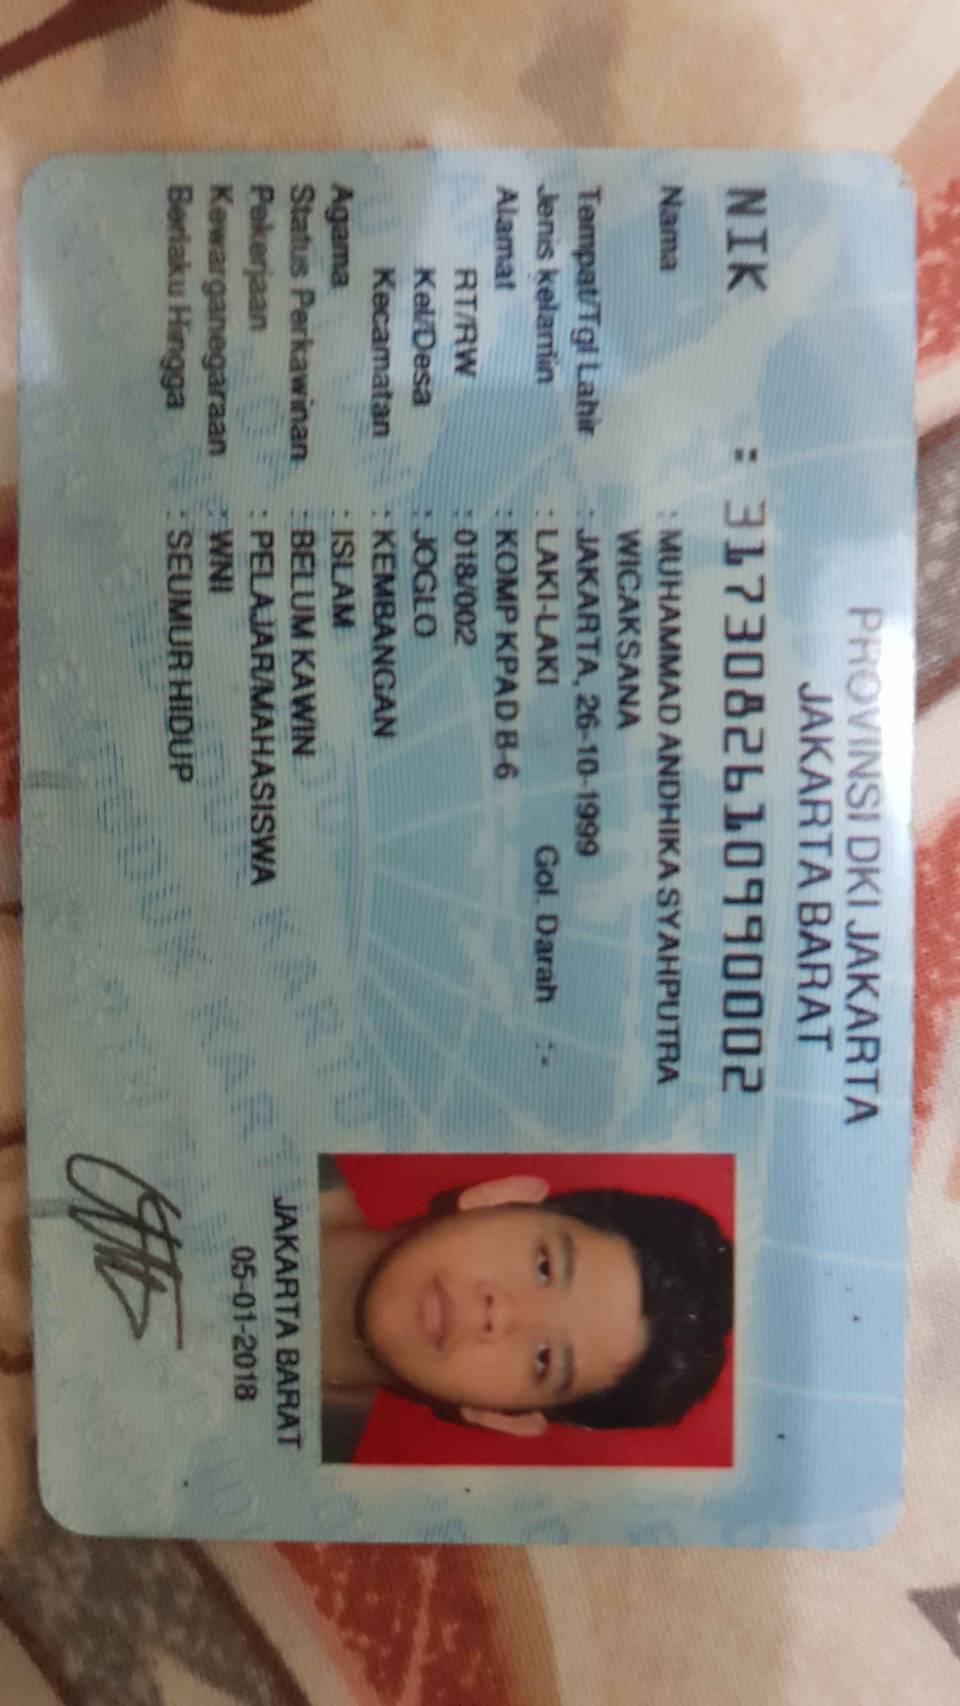 PROVINSI DKI JAKARTA
JAKARTA BARAT
NIK : 3173082610990002
Nama : MUHAMMAD ANDHIKA SYAHPUTRA
WICAKSANA
Tempat/Tgl Lahir : JAKARTA, 26-10-1999
Jenis kelamin : LAKI-LAKI Gol. Darah : -
Alamat : KOMP KPAD B-6
RT/RW : 018/002
Kel/Desa : JOGLO
Kecamatan : KEMBANGAN
Agama : ISLAM
Status Perkawinan : BELUM KAWIN
Pekerjaan : PELAJAR/MAHASISWA
Kewarganegaraan : WNI
Berlaku Hingga : SEUMUR HIDUP
JAKARTA BARAT
05-01-2018